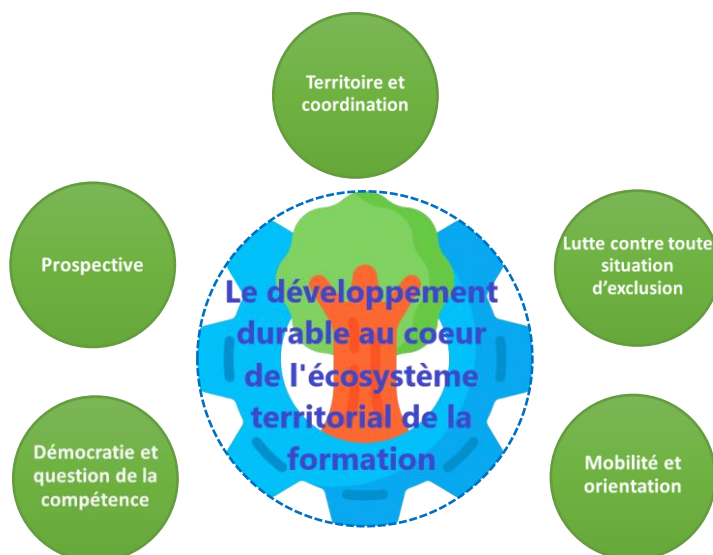 Territoire et
coordination
Prospective
Lutte contre toute
situation
d'exclusion
Le développement
durable au coeur
de l'écosystème
territorial de la
formation
Démocratie et
question de la
compétence
Mobilité et
orientation